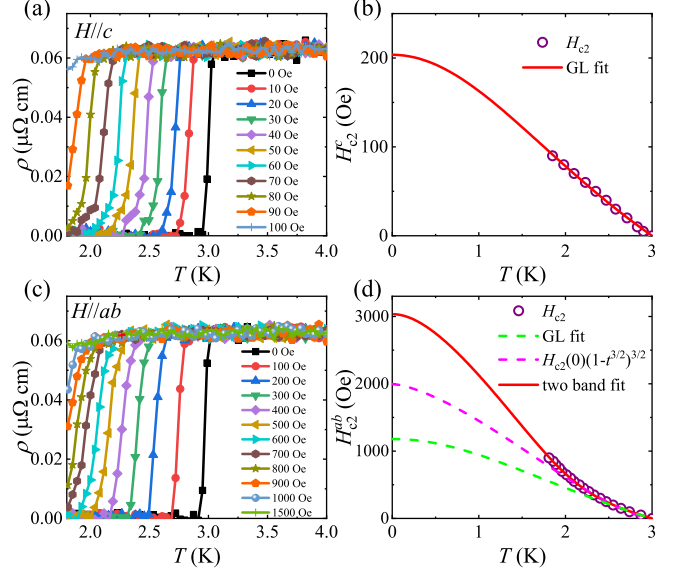 (a)
H//c
0.06
0.04
0.02
0.00
ρ (μΩ cm)
0 Oe
10 Oe
20 Oe
30 Oe
40 Oe
50 Oe
60 Oe
70 Oe
80 Oe
90 Oe
100 Oe
2.0 2.5 3.0 3.5 4.0
T (K)
(b)
200
100
0
H^c_c2 (Oe)
H_c2
GL fit
0 1 2 3
T (K)
(c)
H//ab
0.06
0.04
0.02
0.00
ρ (μΩ cm)
0 Oe
100 Oe
200 Oe
300 Oe
400 Oe
500 Oe
600 Oe
700 Oe
800 Oe
900 Oe
1000 Oe
1500 Oe
2.0 2.5 3.0 3.5 4.0
T (K)
(d)
3000
2000
1000
0
H^ab_c2 (Oe)
H_c2
GL fit
H_c2(0)(1-t^3/2)^3/2
two band fit
0 1 2 3
T (K)